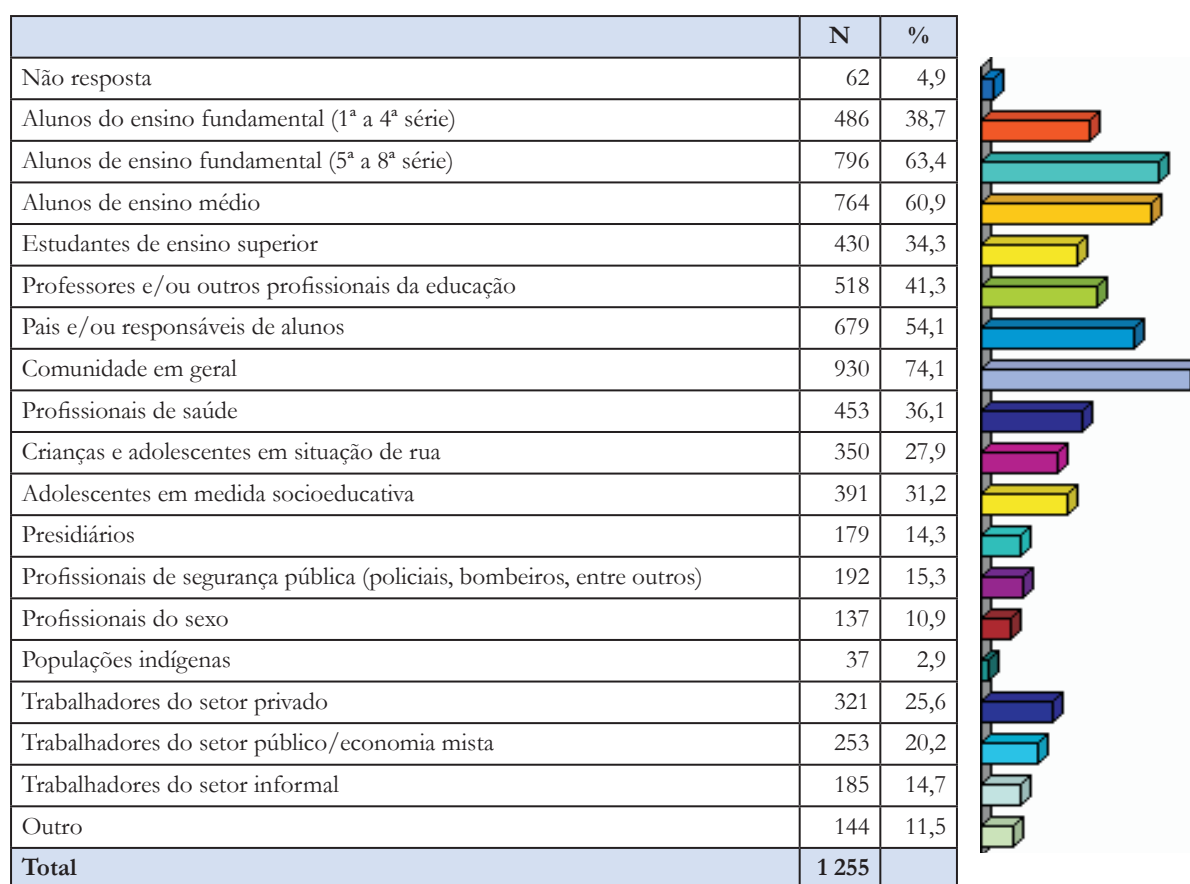 N %
Não resposta 62 4,9
Alunos do ensino fundamental (1ª a 4ª série) 486 38,7
Alunos de ensino fundamental (5ª a 8ª série) 796 63,4
Alunos de ensino médio 764 60,9
Estudantes de ensino superior 430 34,3
Professores e/ou outros profissionais da educação 518 41,3
Pais e/ou responsáveis de alunos 679 54,1
Comunidade em geral 930 74,1
Profissionais de saúde 453 36,1
Crianças e adolescentes em situação de rua 350 27,9
Adolescentes em medida socioeducativa 391 31,2
Presidiários 179 14,3
Profissionais de segurança pública (policiais, bombeiros, entre outros) 192 15,3
Profissionais do sexo 137 10,9
Populações indígenas 37 2,9
Trabalhadores do setor privado 321 25,6
Trabalhadores do setor público/economia mista 253 20,2
Trabalhadores do setor informal 185 14,7
Outro 144 11,5
Total 1 255